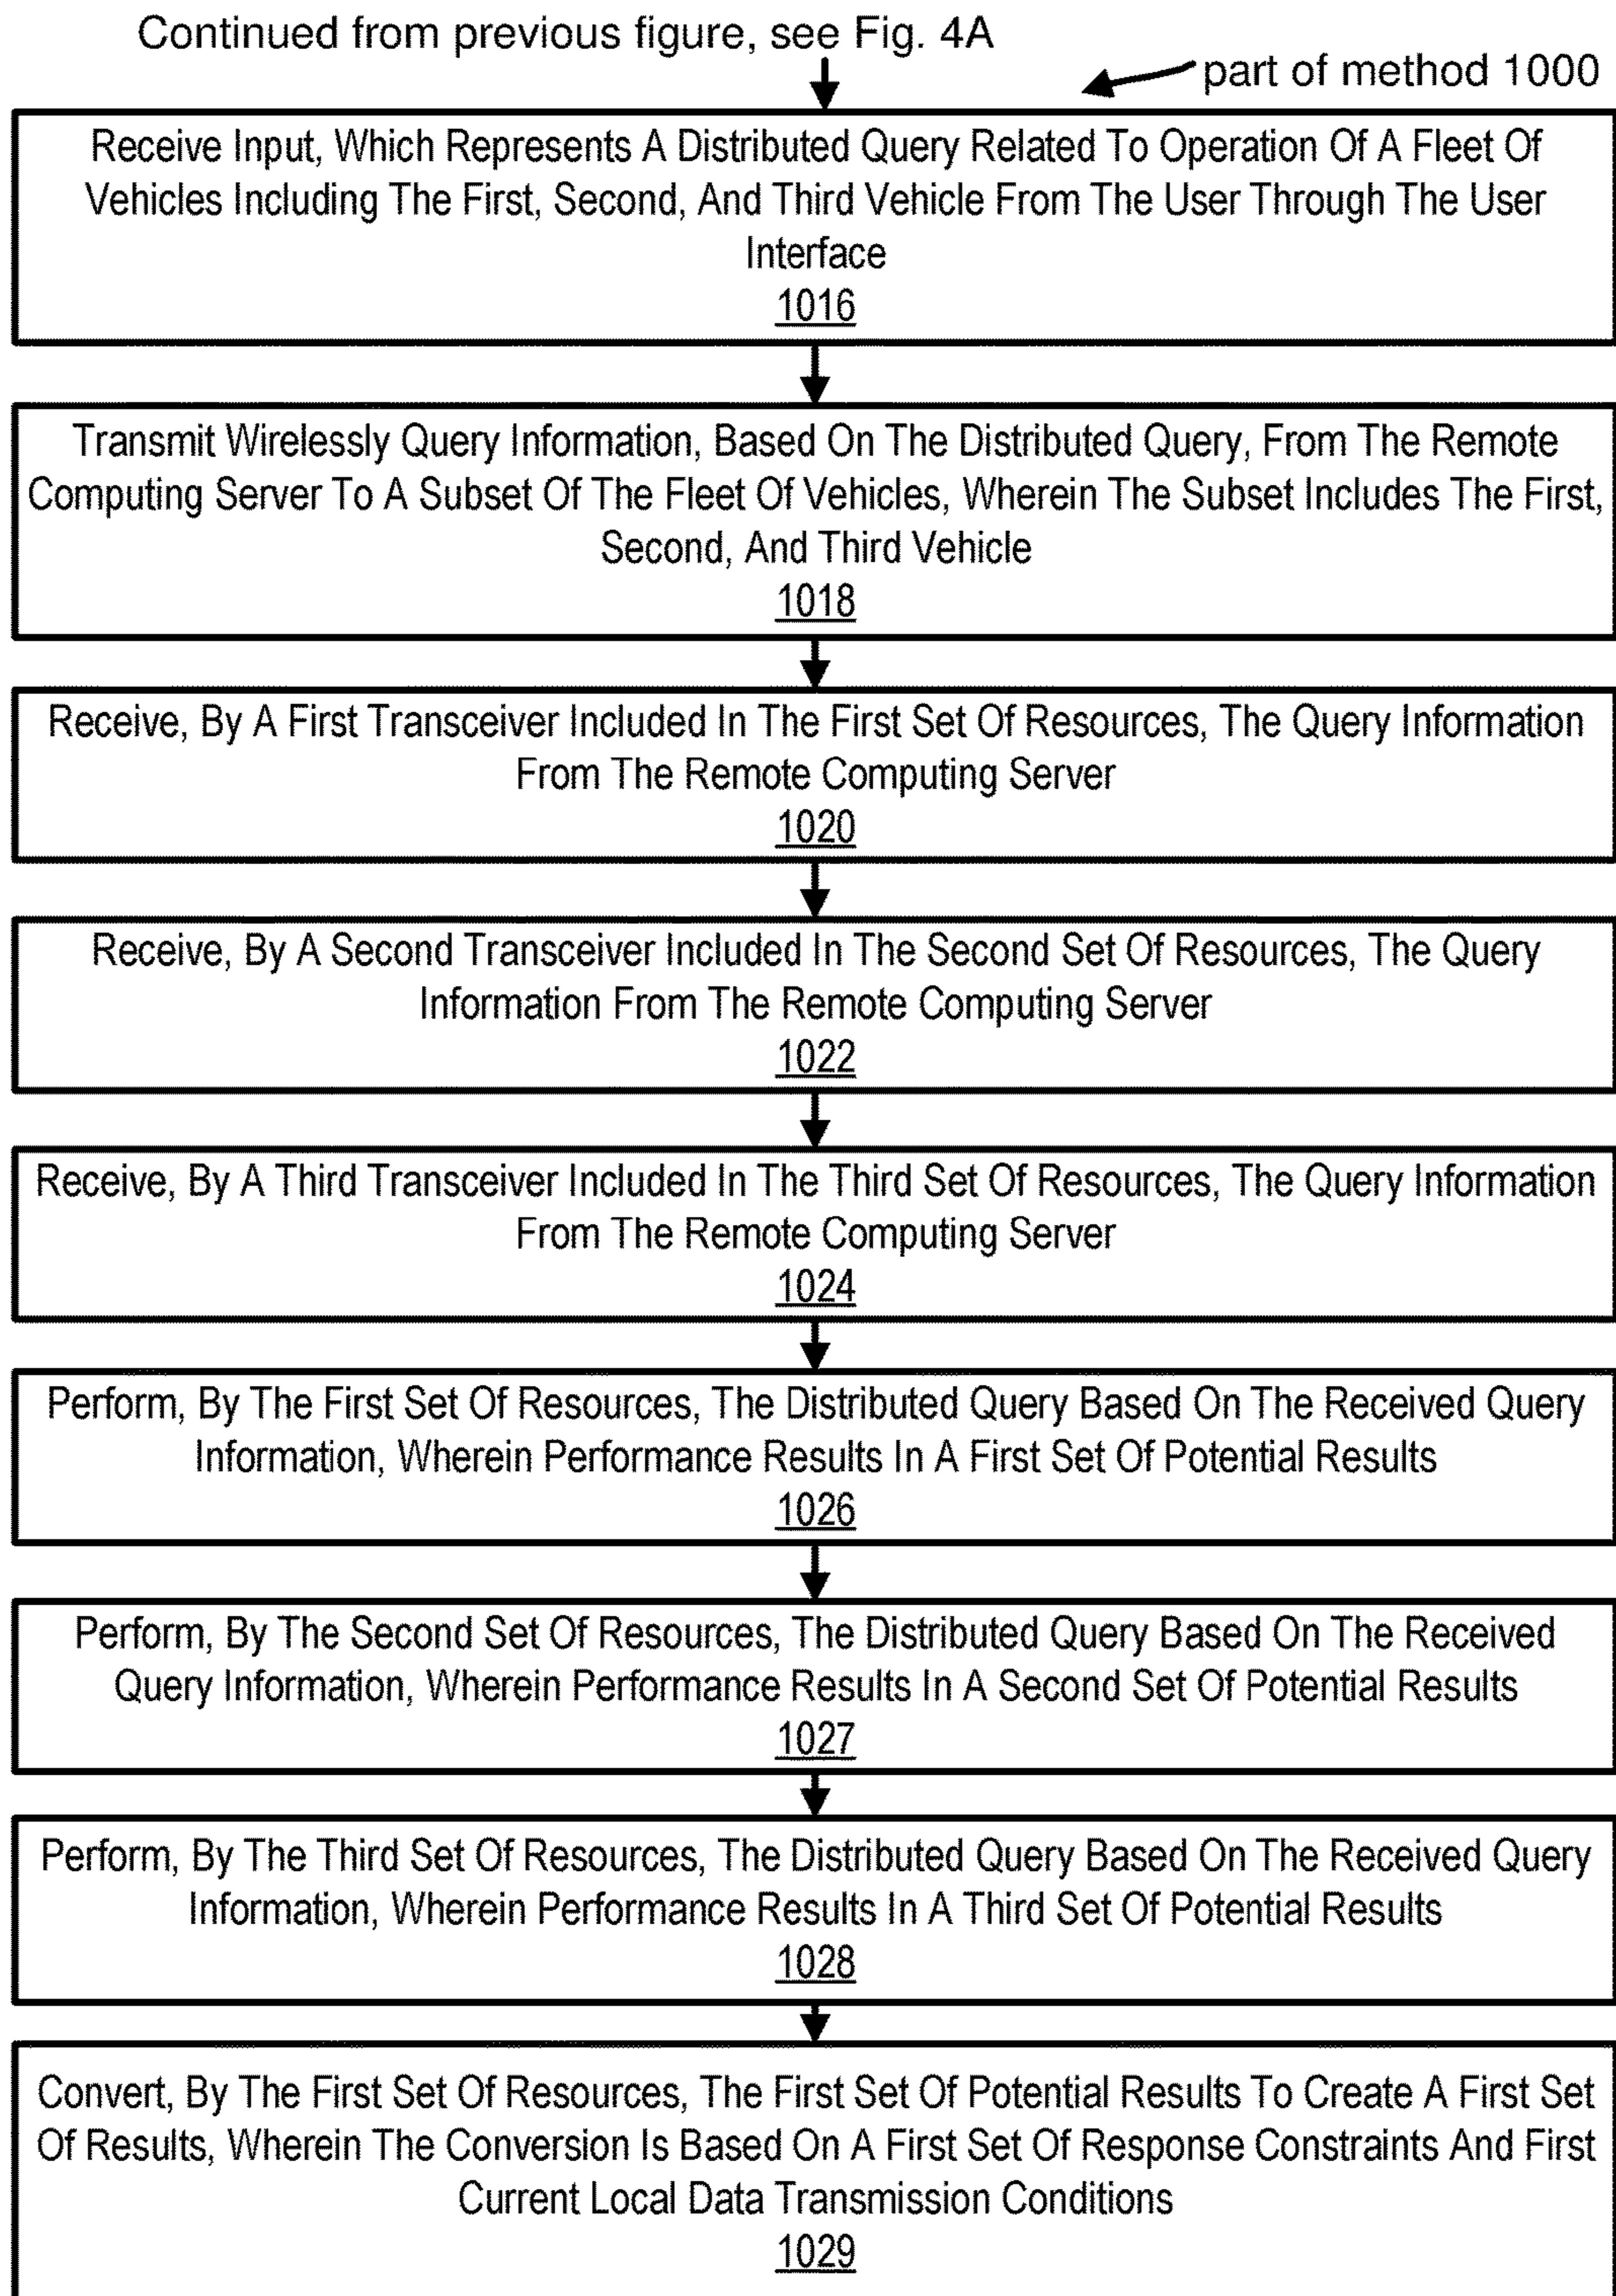 Continued from previous figure, see Fig. 4A
part of method 1000
Receive Input, Which Represents A Distributed Query Related To Operation Of A Fleet Of
Vehicles Including The First, Second, And Third Vehicle From The User Through The User
Interface
1016
Transmit Wirelessly Query Information, Based On The Distributed Query, From The Remote
Computing Server To A Subset Of The Fleet Of Vehicles, Wherein The Subset Includes The First,
Second, And Third Vehicle
1018
Receive, By A First Transceiver Included In The First Set Of Resources, The Query Information
From The Remote Computing Server
1020
Receive, By A Second Transceiver Included In The Second Set Of Resources, The Query
Information From The Remote Computing Server
1022
Receive, By A Third Transceiver Included In The Third Set Of Resources, The Query Information
From The Remote Computing Server
1024
Perform, By The First Set Of Resources, The Distributed Query Based On The Received Query
Information, Wherein Performance Results In A First Set Of Potential Results
1026
Perform, By The Second Set Of Resources, The Distributed Query Based On The Received
Query Information, Wherein Performance Results In A Second Set Of Potential Results
1027
Perform, By The Third Set Of Resources, The Distributed Query Based On The Received Query
Information, Wherein Performance Results In A Third Set Of Potential Results
1028
Convert, By The First Set Of Resources, The First Set Of Potential Results To Create A First Set
Of Results, Wherein The Conversion Is Based On A First Set Of Response Constraints And First
Current Local Data Transmission Conditions
1029